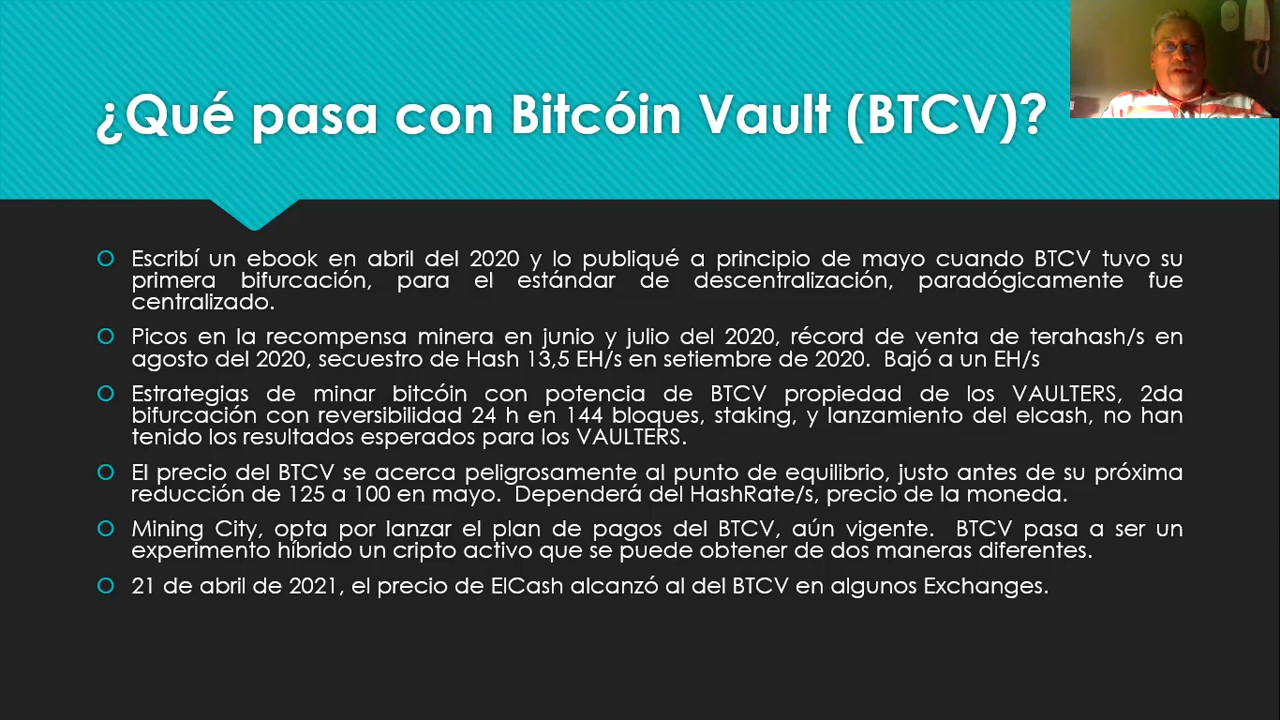 ¿Qué pasa con Bitcóin Vault (BTCV)?
Escribí un ebook en abril del 2020 y lo publiqué a principio de mayo cuando BTCV tuvo su
primera bifurcación, para el estándar de descentralización, paradógicamente fue
centralizado.
Picos en la recompensa minera en junio y julio del 2020, récord de venta de terahash/s en
agosto del 2020, secuestro de Hash 13,5 EH/s en setiembre de 2020. Bajó a un EH/s
Estrategias de minar bitcóin con potencia de BTCV propiedad de los VAULTERS, 2da
bifurcación con reversibilidad 24 h en 144 bloques, staking, y lanzamiento del elcash, no han
tenido los resultados esperados para los VAULTERS.
El precio del BTCV se acerca peligrosamente al punto de equilibrio, justo antes de su próxima
reducción de 125 a 100 en mayo. Dependerá del HashRate/s, precio de la moneda.
Mining City, opta por lanzar el plan de pagos del BTCV, aún vigente. BTCV pasa a ser un
experimento híbrido un cripto activo que se puede obtener de dos maneras diferentes.
21 de abril de 2021, el precio de ElCash alcanzó al del BTCV en algunos Exchanges.